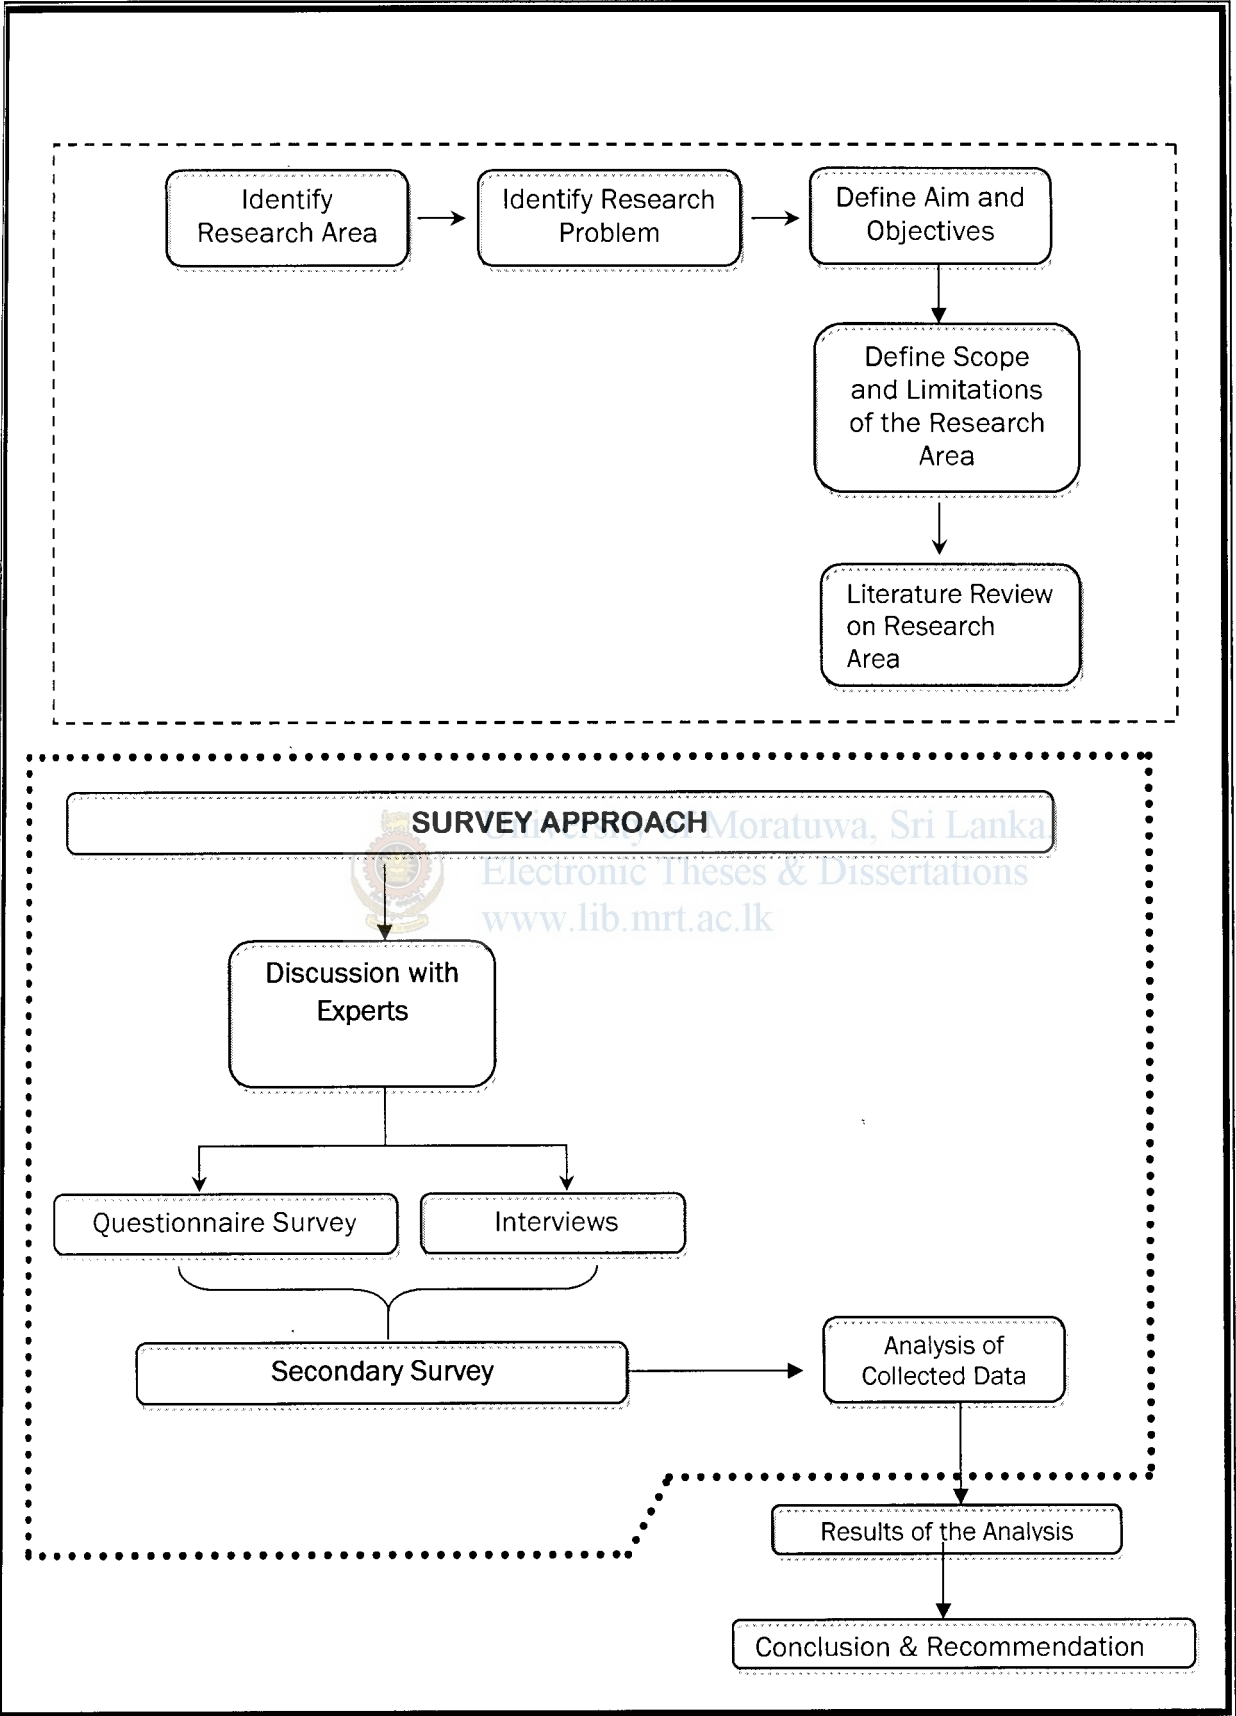 Identify
Research Area
Identify Research
Problem
Define Aim and
Objectives
Define Scope
and Limitations
of the Research
Area
Literature Review
on Research
Area
SURVEY APPROACH
University of Moratuwa, Sri Lanka.
Electronic Theses & Dissertations
www.lib.mrt.ac.lk
Discussion with
Experts
Questionnaire Survey
Interviews
Secondary Survey
Analysis of
Collected Data
Results of the Analysis
Conclusion & Recommendation